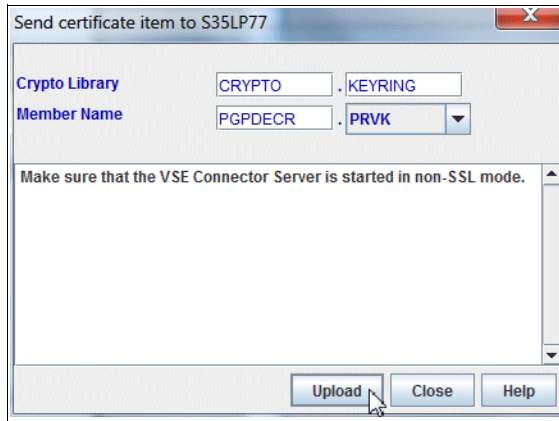 Send certificate item to S35LP77
Crypto Library CRYPTO . KEYRING
Member Name PGPDECR . PRVK
Make sure that the VSE Connector Server is started in non-SSL mode.
Upload Close Help